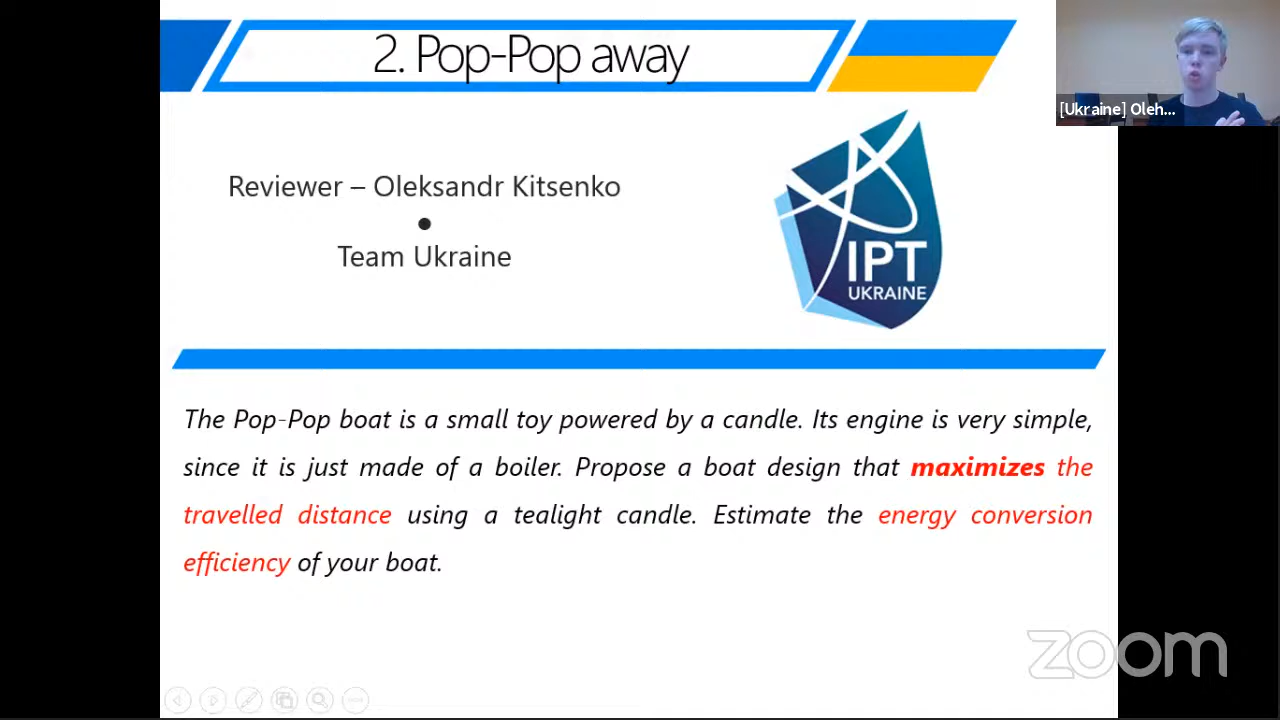 2. Pop-Pop away
[Ukraine] Oleh...
Reviewer – Oleksandr Kitsenko
•
Team Ukraine
IPT
UKRAINE
The Pop-Pop boat is a small toy powered by a candle. Its engine is very simple,
since it is just made of a boiler. Propose a boat design that maximizes the
travelled distance using a tealight candle. Estimate the energy conversion
efficiency of your boat.
zoom